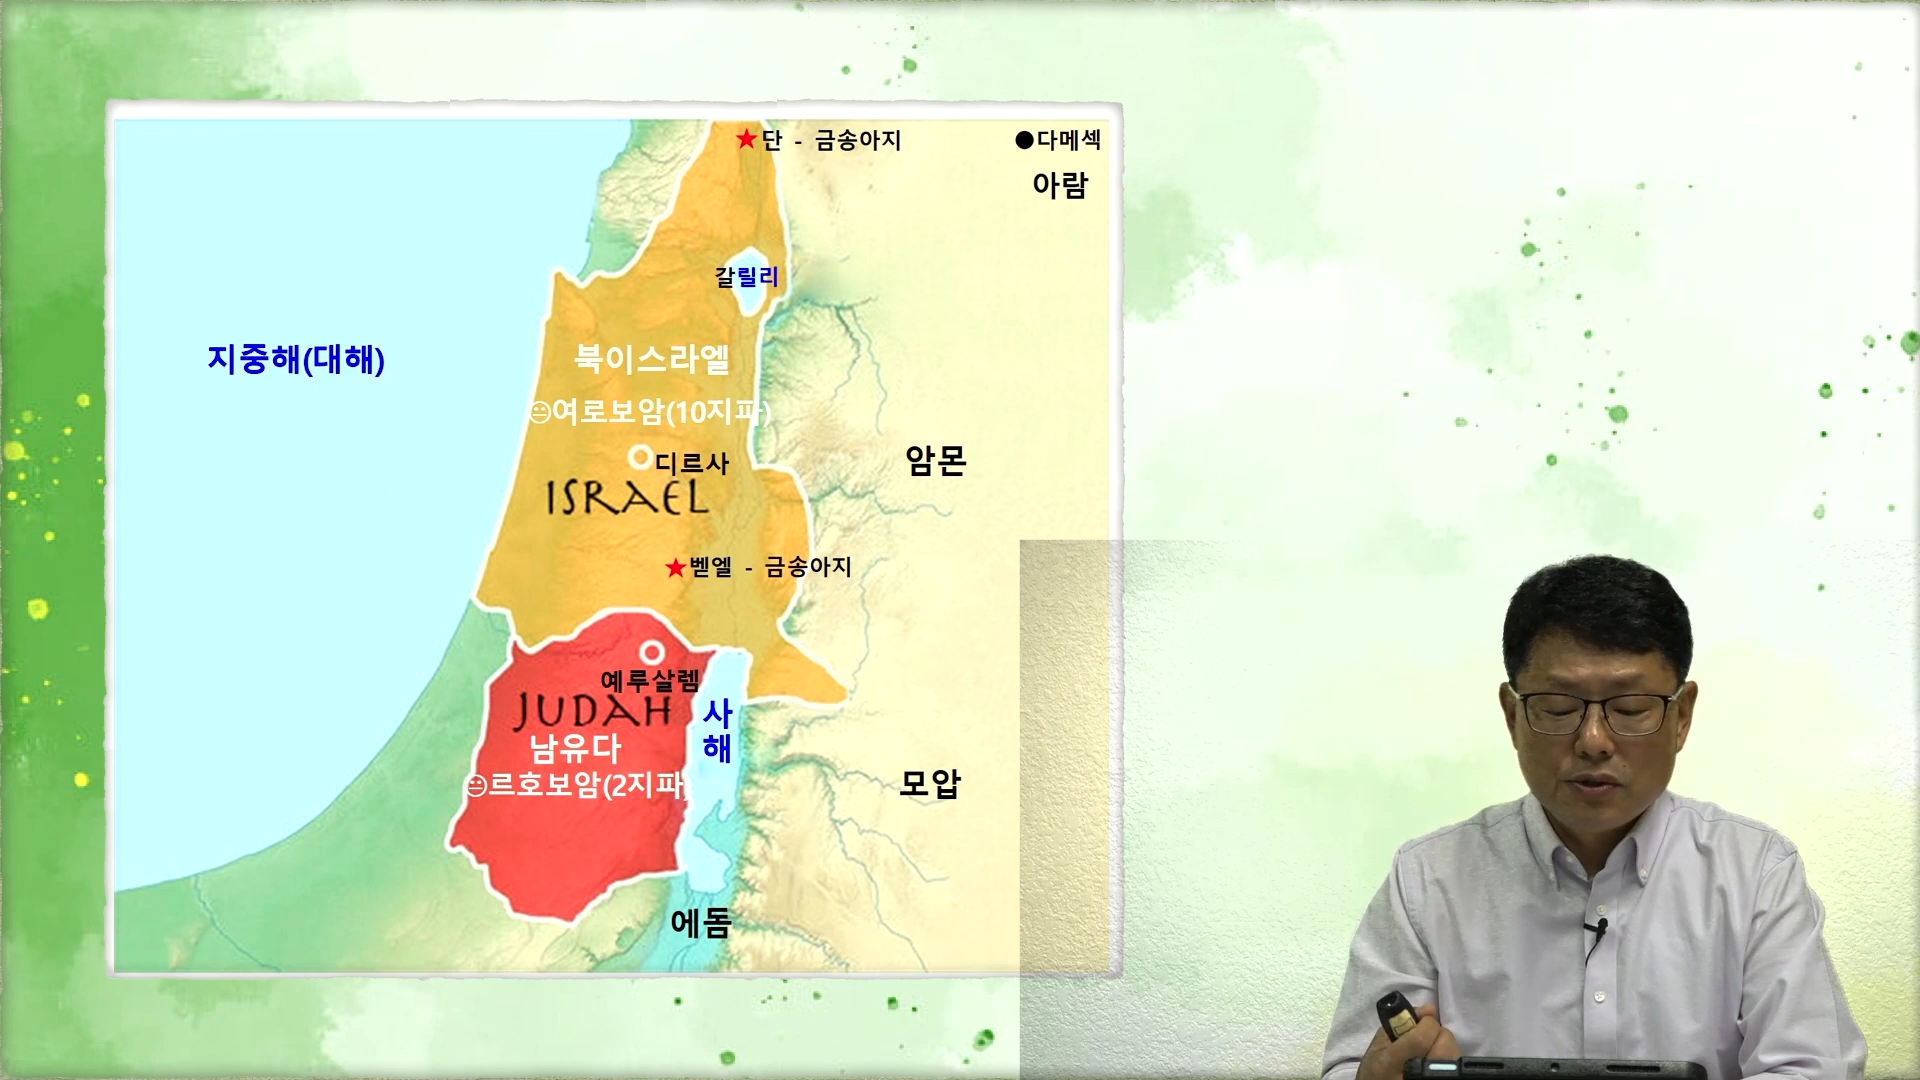 ★단 - 금송아지
●다메섹
아람
갈릴리
지중해(대해)
북이스라엘
😐여로보암(10지파)
디르사
ISRAEL
암몬
★벧엘 - 금송아지
예루살렘
JUDAH
사해
남유다
😐르호보암(2지파)
모압
에돔